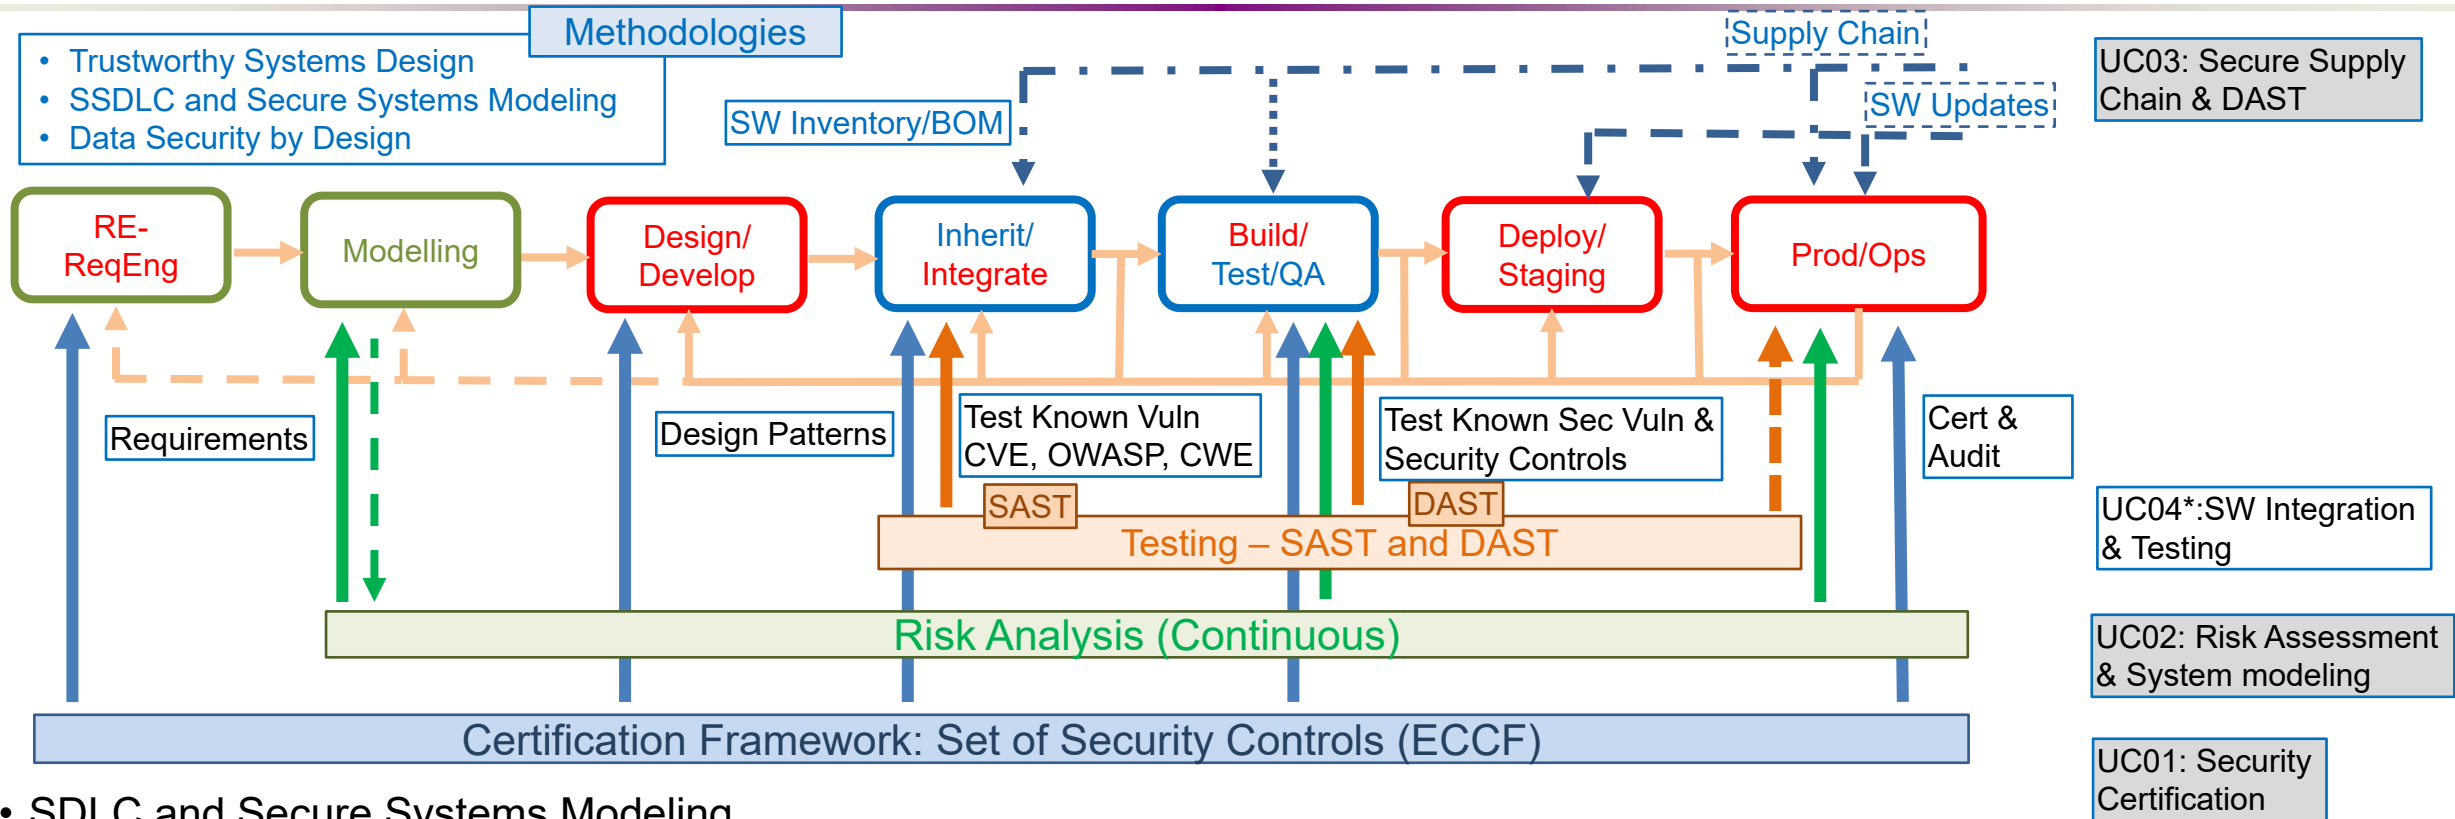 Methodologies
• Trustworthy Systems Design
• SSDLC and Secure Systems Modeling
• Data Security by Design
Supply Chain
SW Updates
SW Inventory/BOM
UC03: Secure Supply
Chain & DAST
RE-
ReqEng
Modelling
Design/
Develop
Inherit/
Integrate
Build/
Test/QA
Deploy/
Staging
Prod/Ops
Requirements
Design Patterns
Test Known Vuln
CVE, OWASP, CWE
Test Known Sec Vuln &
Security Controls
Cert &
Audit
SAST
DAST
Testing – SAST and DAST
UC04*:SW Integration
& Testing
Risk Analysis (Continuous)
UC02: Risk Assessment
& System modeling
Certification Framework: Set of Security Controls (ECCF)
UC01: Security
Certification
• SDLC and Secure Systems Modeling